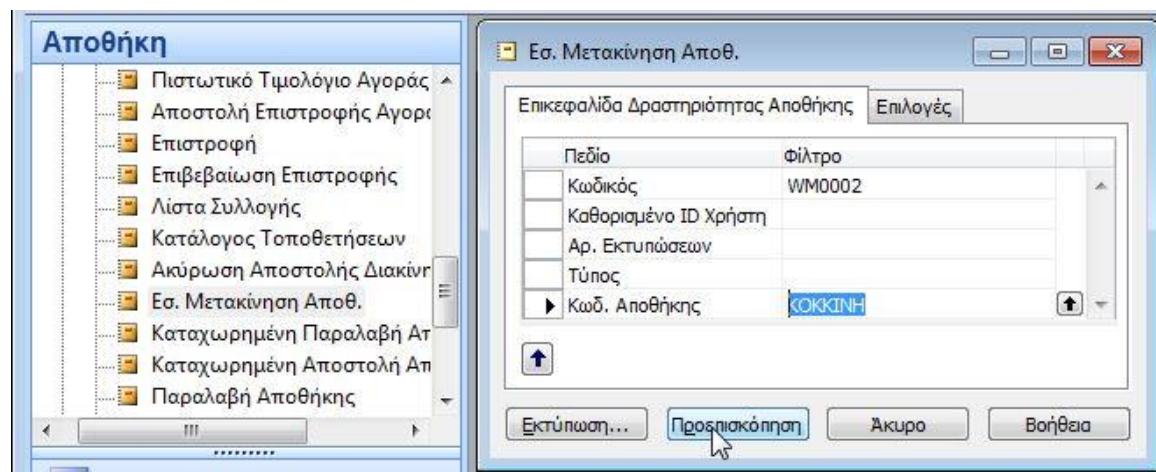 Αποθήκη
Πιστωτικό Τιμολόγιο Αγοράς
Αποστολή Επιστροφής Αγορ
Επιστροφή
Επιβεβαίωση Επιστροφής
Λίστα Συλλογής
Κατάλογος Τοποθετήσεων
Ακύρωση Αποστολής Διακίν
Εσ. Μετακίνηση Αποθ.
Καταχωρημένη Παραλαβή Απ
Καταχωρημένη Αποστολή Απ
Παραλαβή Αποθήκης
Εσ. Μετακίνηση Αποθ.
Επικεφαλίδα Δραστηριότητας Αποθήκης Επιλογές
Πεδίο Φίλτρο
Κωδικός WM0002
Καθορισμένο ID Χρήστη
Αρ. Εκτυπώσεων
Τύπος
Κωδ. Αποθήκης ΚΟΚΚΙΝΗ
Εκτύπωση... Προεπισκόπηση Άκυρο Βοήθεια